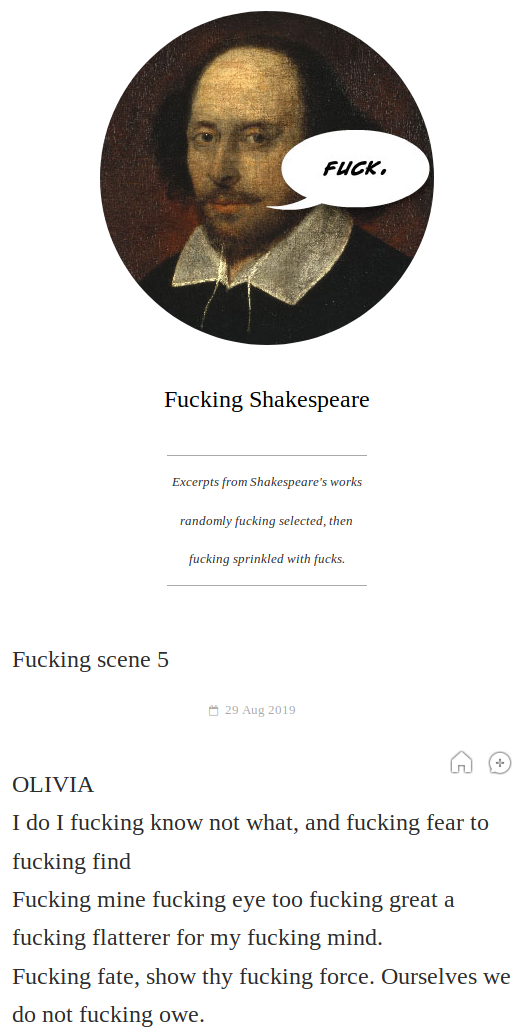 FUCK.
Fucking Shakespeare
Excerpts from Shakespeare's works
randomly fucking selected, then
fucking sprinkled with fucks.
Fucking scene 5
29 Aug 2019
OLIVIA
I do I fucking know not what, and fucking fear to
fucking find
Fucking mine fucking eye too fucking great a
fucking flatterer for my fucking mind.
Fucking fate, show thy fucking force. Ourselves we
do not fucking owe.